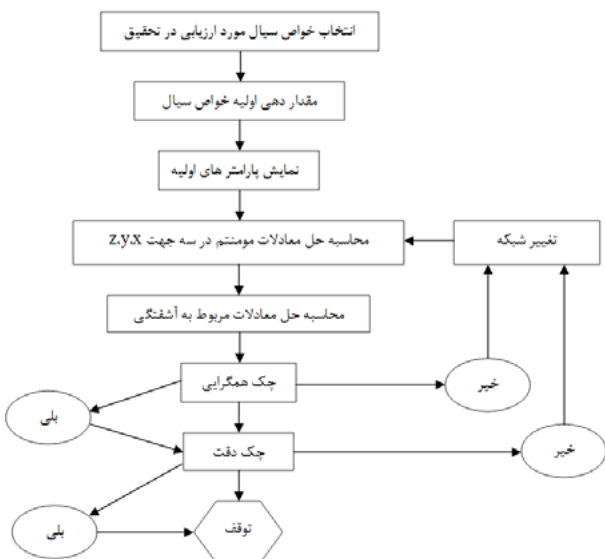 انتخاب خواص سیال مورد ارزیابی در تحقیق
مقدار دهی اولیه خواص سیال
نمایش پارامتر های اولیه
محاسبه حل معادلات مومنتم در سه جهت z.y.x
تغییر شبکه
محاسبه حل معادلات مربوط به آشفتگی
چک همگرایی
خیر
بلی
چک دقت
خیر
توقف
بلی